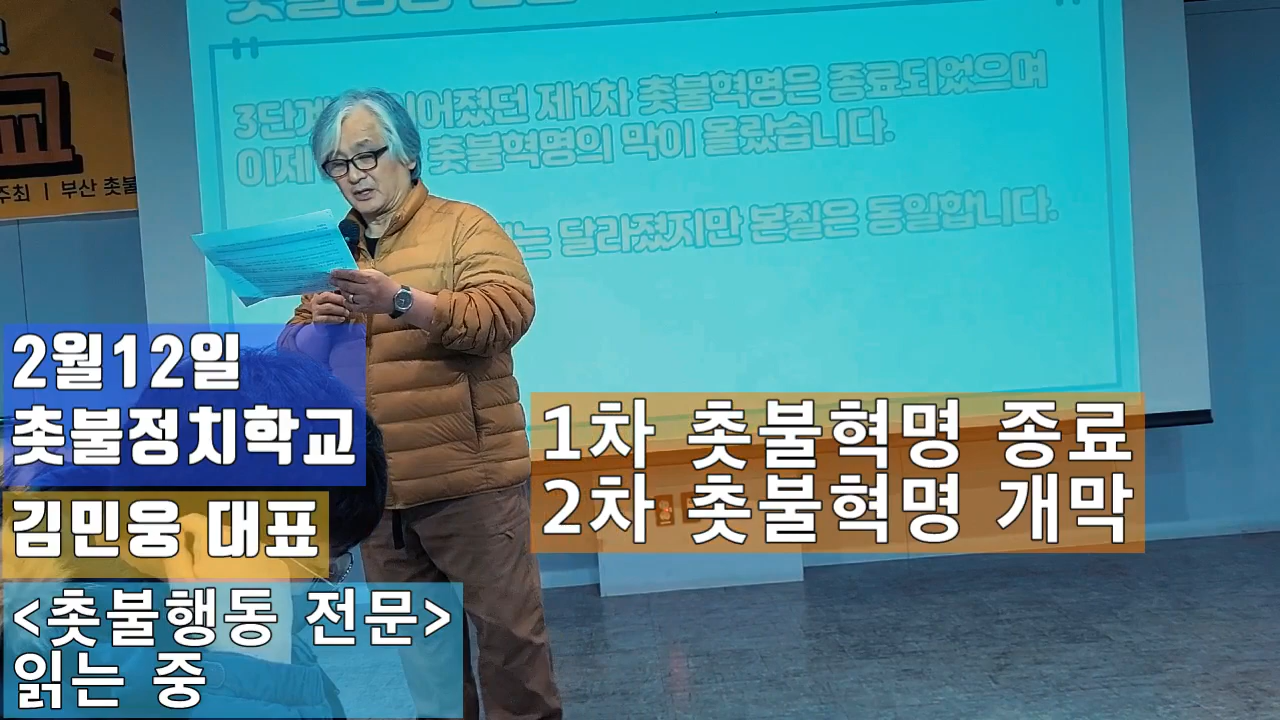 주최 | 부산 촛불
3단계 어졌던 제1차 촛불혁명은 종료되었으며
이제 촛불혁명의 막이 올랐습니다.
는 달라졌지만 본질은 동일합니다.
2월12일
촛불정치학교
김민웅 대표
<촛불행동 전문>
읽는 중
1차 촛불혁명 종료
2차 촛불혁명 개막